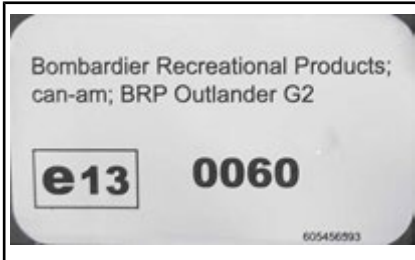 Bombardier Recreational Products;
can-am; BRP Outlander G2
e13 0060
605456593